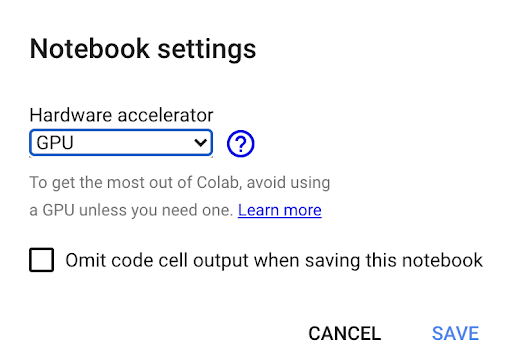 Notebook settings
Hardware accelerator
GPU
?
To get the most out of Colab, avoid using
a GPU unless you need one. Learn more
Omit code cell output when saving this notebook
CANCEL SAVE